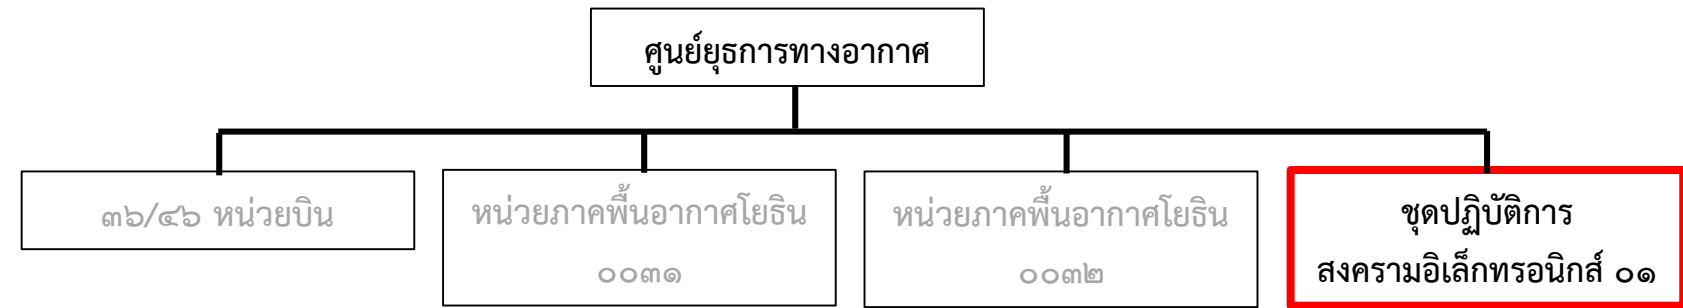 ศูนย์ยุทธการทางอากาศ
๓๖/๔๖ หน่วยบิน
หน่วยภาคพื้นอากาศโยธิน
๐๐๓๑
หน่วยภาคพื้นอากาศโยธิน
๐๐๓๒
ชุดปฏิบัติการ
สงครามอิเล็กทรอนิกส์ ๐๑